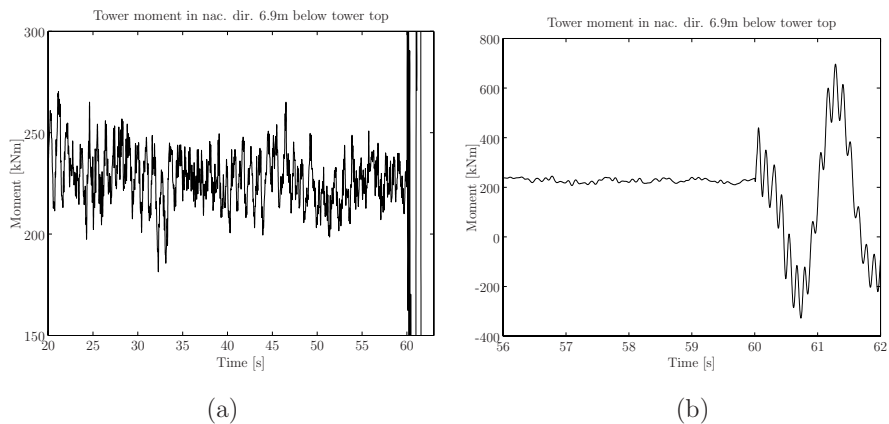 Tower moment in nac. dir. 6.9m below tower top
300
250
200
150
Moment [kNm]
20 25 30 35 40 45 50 55 60
Time [s]
(a)
Tower moment in nac. dir. 6.9m below tower top
800
600
400
200
0
-200
-400
Moment [kNm]
56 57 58 59 60 61 62
Time [s]
(b)